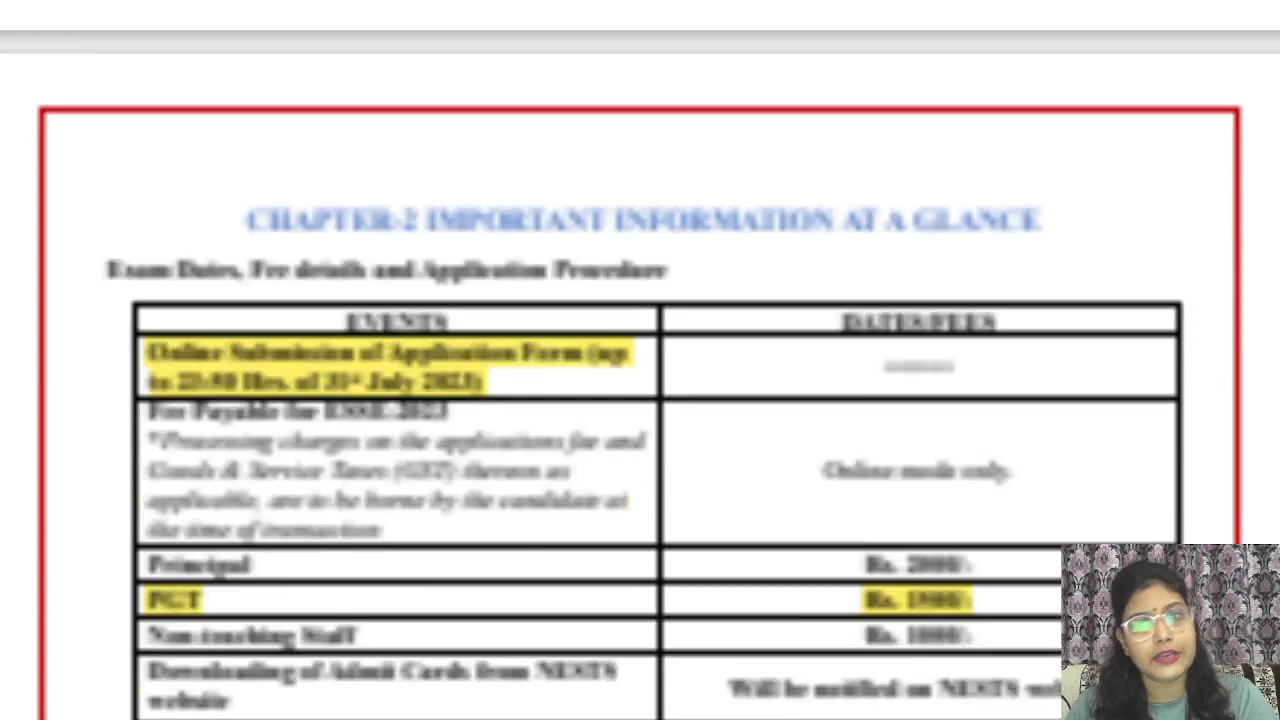 CHAPTER-2 IMPORTANT INFORMATION AT A GLANCE
Exam Dates, Fee details and Application Procedure
EVENTS
DATES/FEES
Online Submission of Application Form (up
to 23:50 Hrs. of 31st July 2023)
--------
Fee Payable for ESSE-2023
*Processing charges on the applications fee and
Goods & Service Taxes (GST) thereon as
applicable, are to be borne by the candidate at
the time of transaction
Online mode only.
Principal
Rs. 2000/-
PGT
Rs. 1500/-
Non-teaching Staff
Rs. 1000/-
Downloading of Admit Cards from NESTS
website
Will be notified on NESTS